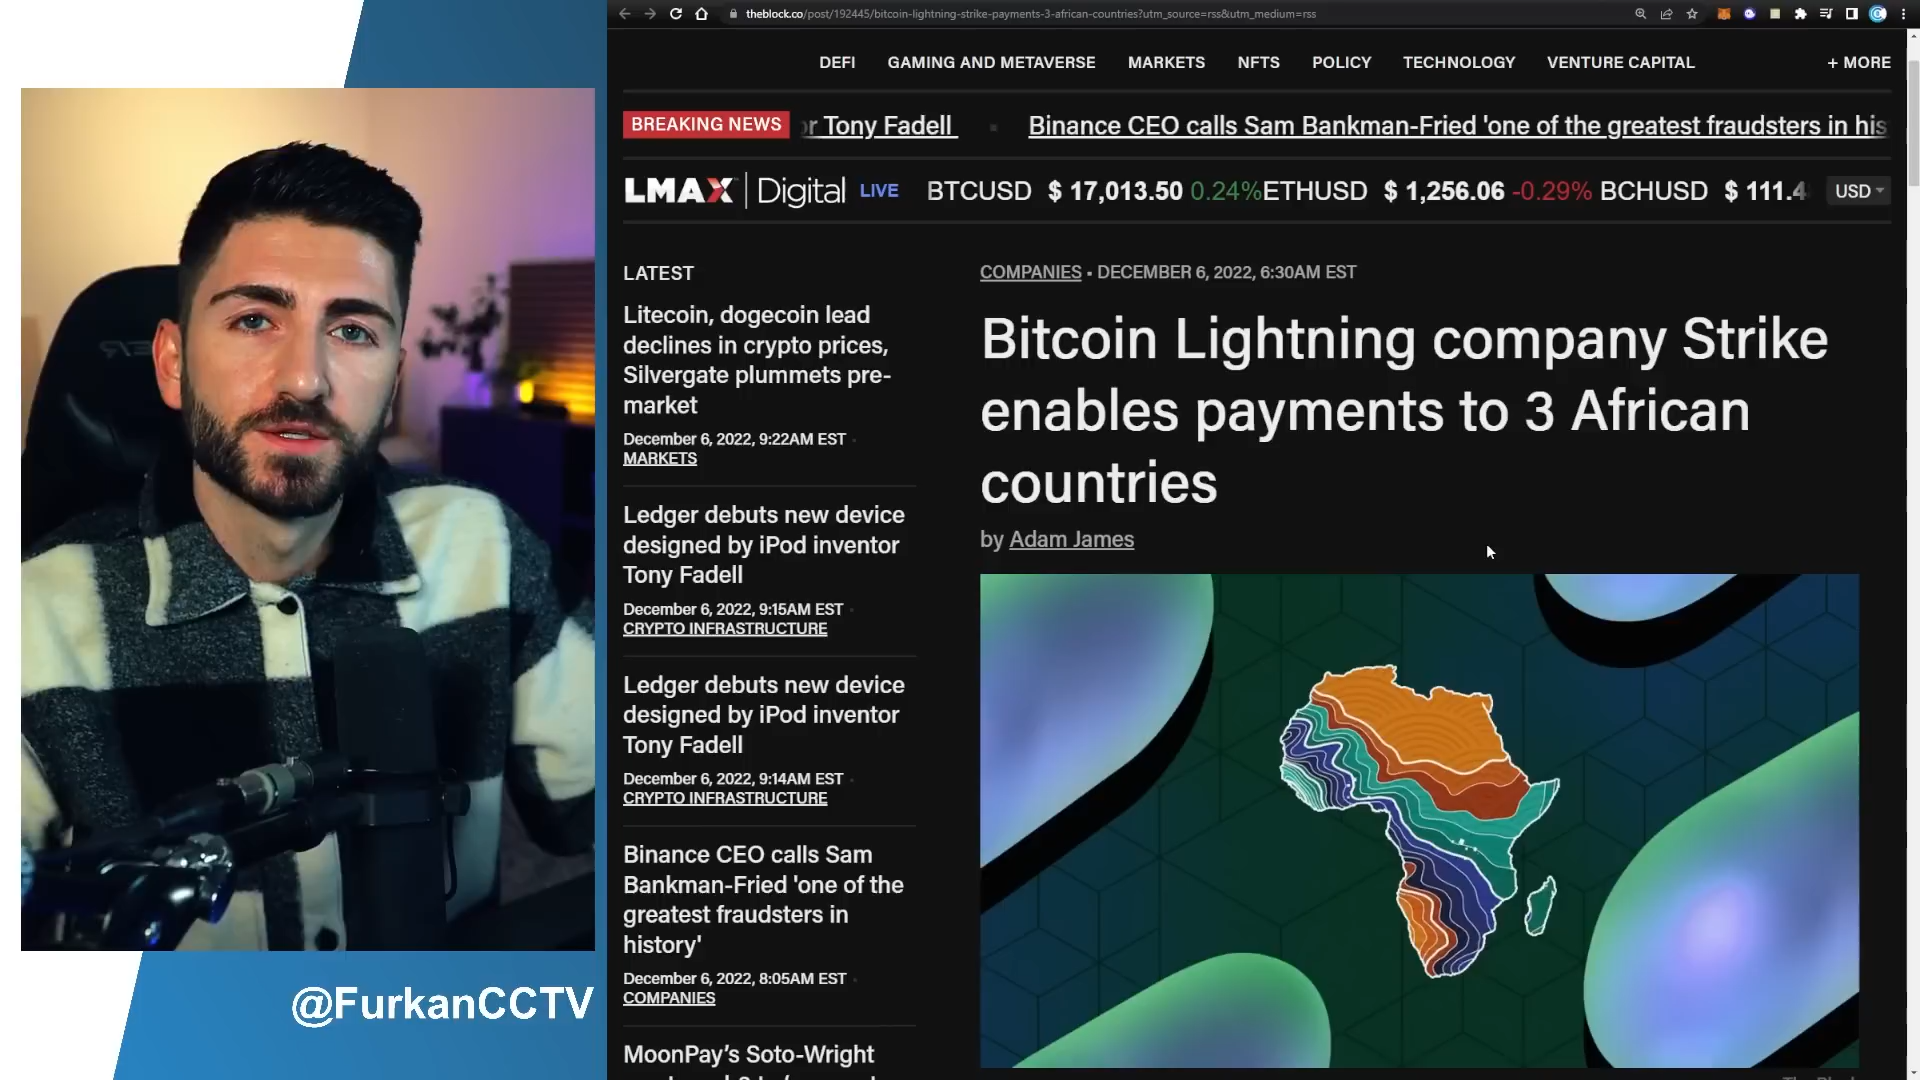 theblock.co/post/192445/bitcoin-lightning-strike-payments-3-african-countries?utm_source=rss&utm_medium=rss
DEFI GAMING AND METAVERSE MARKETS NFTS POLICY TECHNOLOGY VENTURE CAPITAL + MORE
BREAKING NEWS or Tony Fadell Binance CEO calls Sam Bankman-Fried 'one of the greatest fraudsters in his
LMAX Digital LIVE BTCUSD $ 17,013.50 0.24% ETHUSD $ 1,256.06 -0.29% BCHUSD $ 111.4 USD
LATEST
Litecoin, dogecoin lead
declines in crypto prices,
Silvergate plummets pre-
market
December 6, 2022, 9:22AM EST
MARKETS
Ledger debuts new device
designed by iPod inventor
Tony Fadell
December 6, 2022, 9:15AM EST
CRYPTO INFRASTRUCTURE
Ledger debuts new device
designed by iPod inventor
Tony Fadell
December 6, 2022, 9:14AM EST
CRYPTO INFRASTRUCTURE
Binance CEO calls Sam
Bankman-Fried 'one of the
greatest fraudsters in
history'
December 6, 2022, 8:05AM EST
COMPANIES
MoonPay's Soto-Wright
COMPANIES • DECEMBER 6, 2022, 6:30AM EST
Bitcoin Lightning company Strike
enables payments to 3 African
countries
by Adam James
@FurkanCCTV